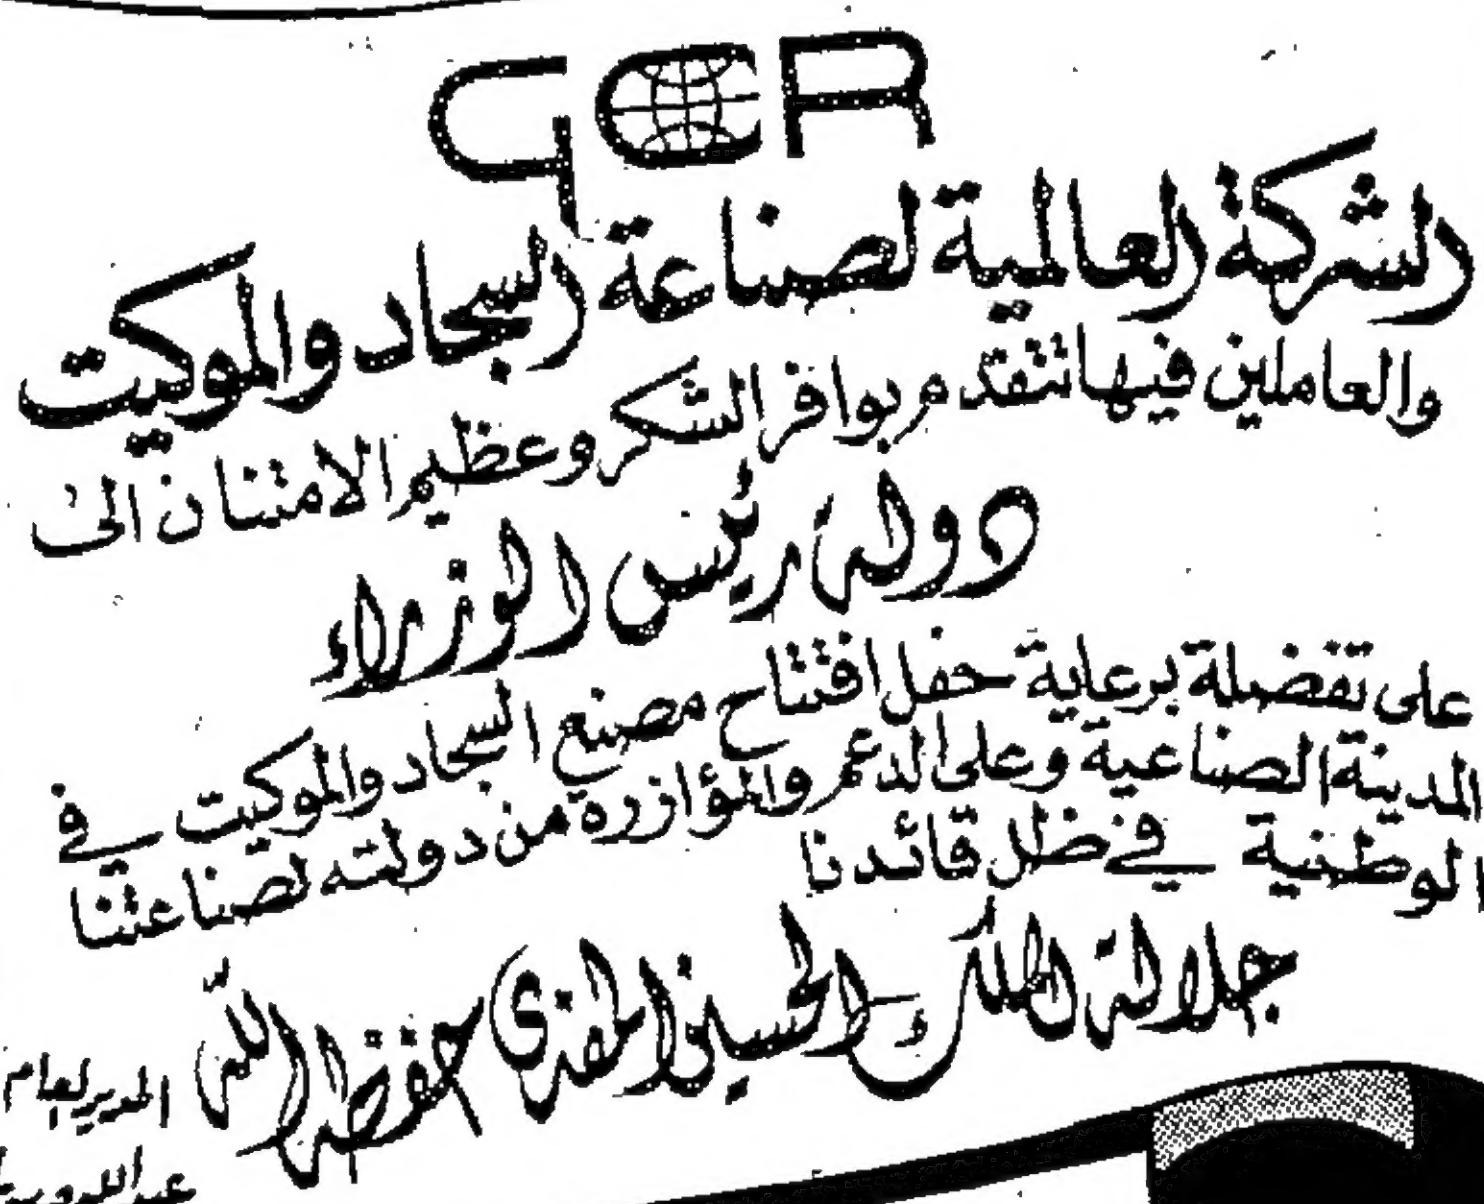 GCR
الشركة العالمية لصناعة السجاد والموكيت
والعاملين فيها تتقدم بوافر الشكر وعظيم الامتنان الى
دولة رئيس الوزراء
على تفضلة برعاية حفل افتتاح مصنع السجاد والموكيت في
المدينة الصناعية وعلى الدعم والمؤازرة من دولته لصناعتنا
الوطنية في ظل قائدنا
جلالة الملك الحسين المفدى حفظه الله
المدير العام
عبدالله